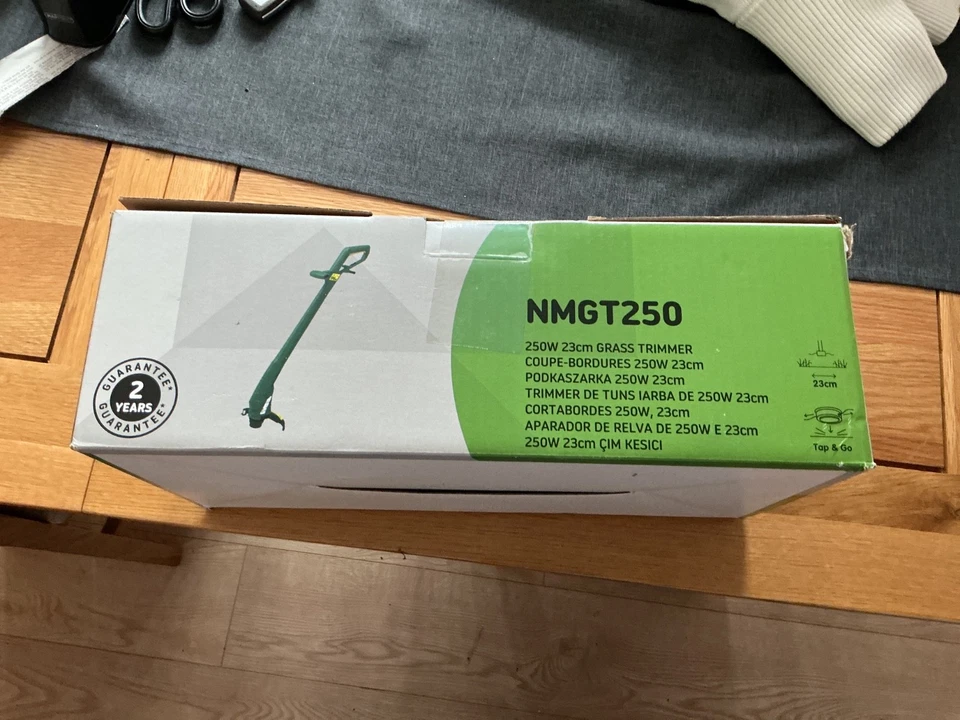 GUARANTEE*
2
YEARS
GUARANTEE*
NMGT250
250W 23cm GRASS TRIMMER
COUPE-BORDURES 250W 23cm
PODKASZARKA 250W 23cm
TRIMMER DE TUNS IARBA DE 250W 23cm
CORTABORDES 250W, 23cm
APARADOR DE RELVA DE 250W E 23cm
250W 23cm ÇIM KESICI
23cm
Tap & Go